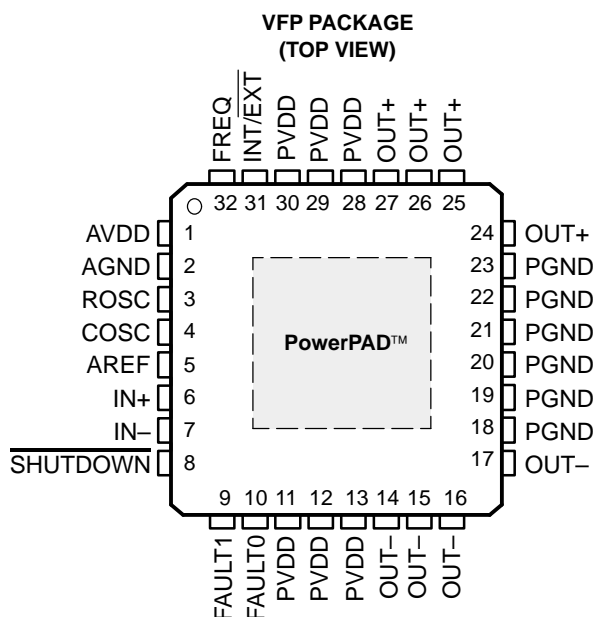 VFP PACKAGE
(TOP VIEW)
FREQ
INT/EXT
PVDD
PVDD
PVDD
OUT+
OUT+
OUT+
32 31 30 29 28 27 26 25
AVDD 1
AGND 2
ROSC 3
COSC 4
AREF 5
IN+ 6
IN– 7
SHUTDOWN 8
PowerPAD™
24 OUT+
23 PGND
22 PGND
21 PGND
20 PGND
19 PGND
18 PGND
17 OUT–
9 10 11 12 13 14 15 16
FAULT1
FAULT0
PVDD
PVDD
PVDD
OUT–
OUT–
OUT–